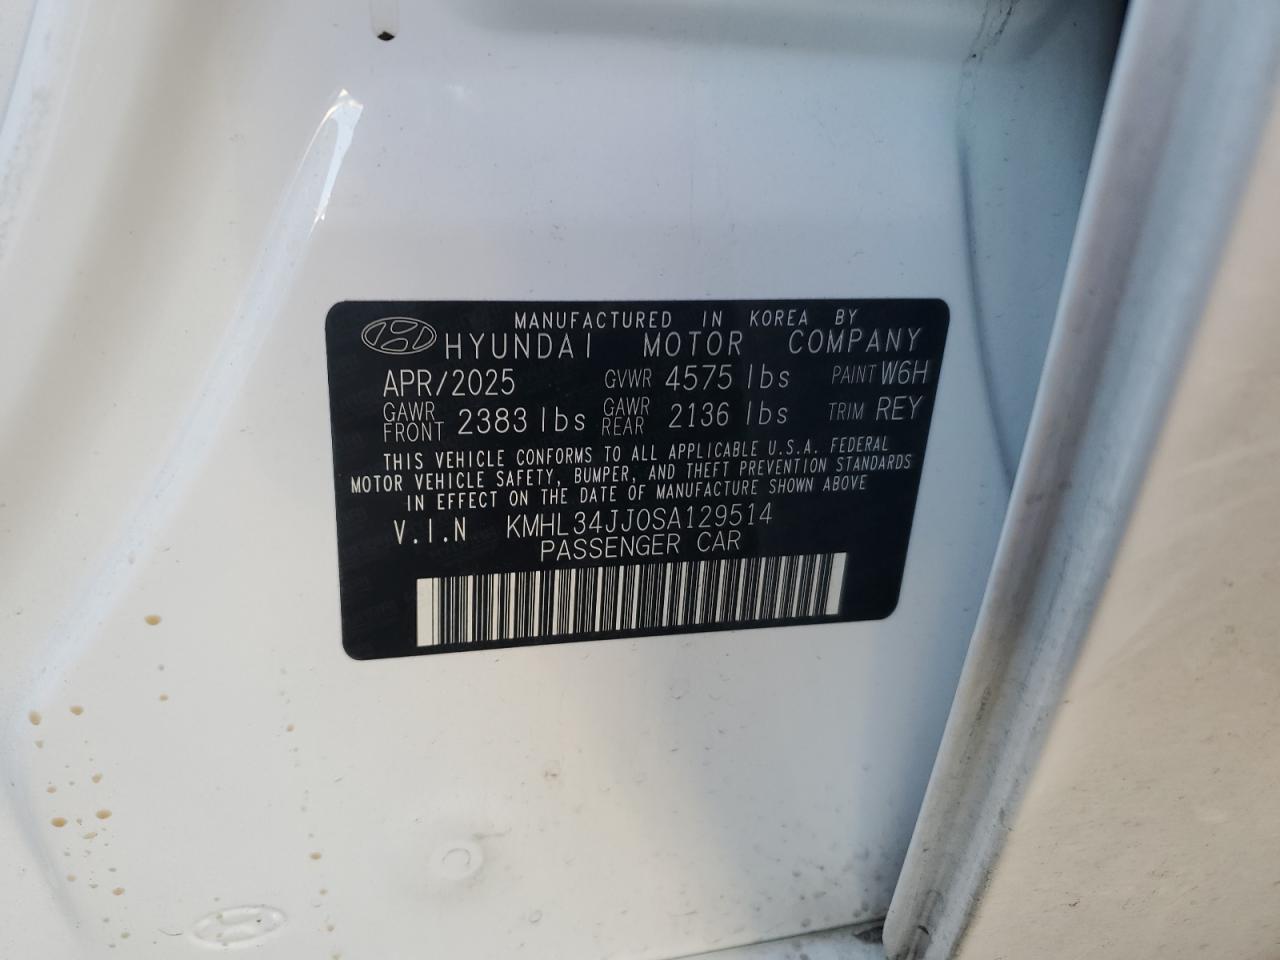 MANUFACTURED IN KOREA BY
HYUNDAI MOTOR COMPANY
APR/2025 GVWR 4575 lbs PAINT W6H
GAWR FRONT 2383 lbs GAWR REAR 2136 lbs TRIM REY
THIS VEHICLE CONFORMS TO ALL APPLICABLE U.S.A. FEDERAL
MOTOR VEHICLE SAFETY, BUMPER, AND THEFT PREVENTION STANDARDS
IN EFFECT ON THE DATE OF MANUFACTURE SHOWN ABOVE
V.I.N KMHL34JJ0SA129514
PASSENGER CAR